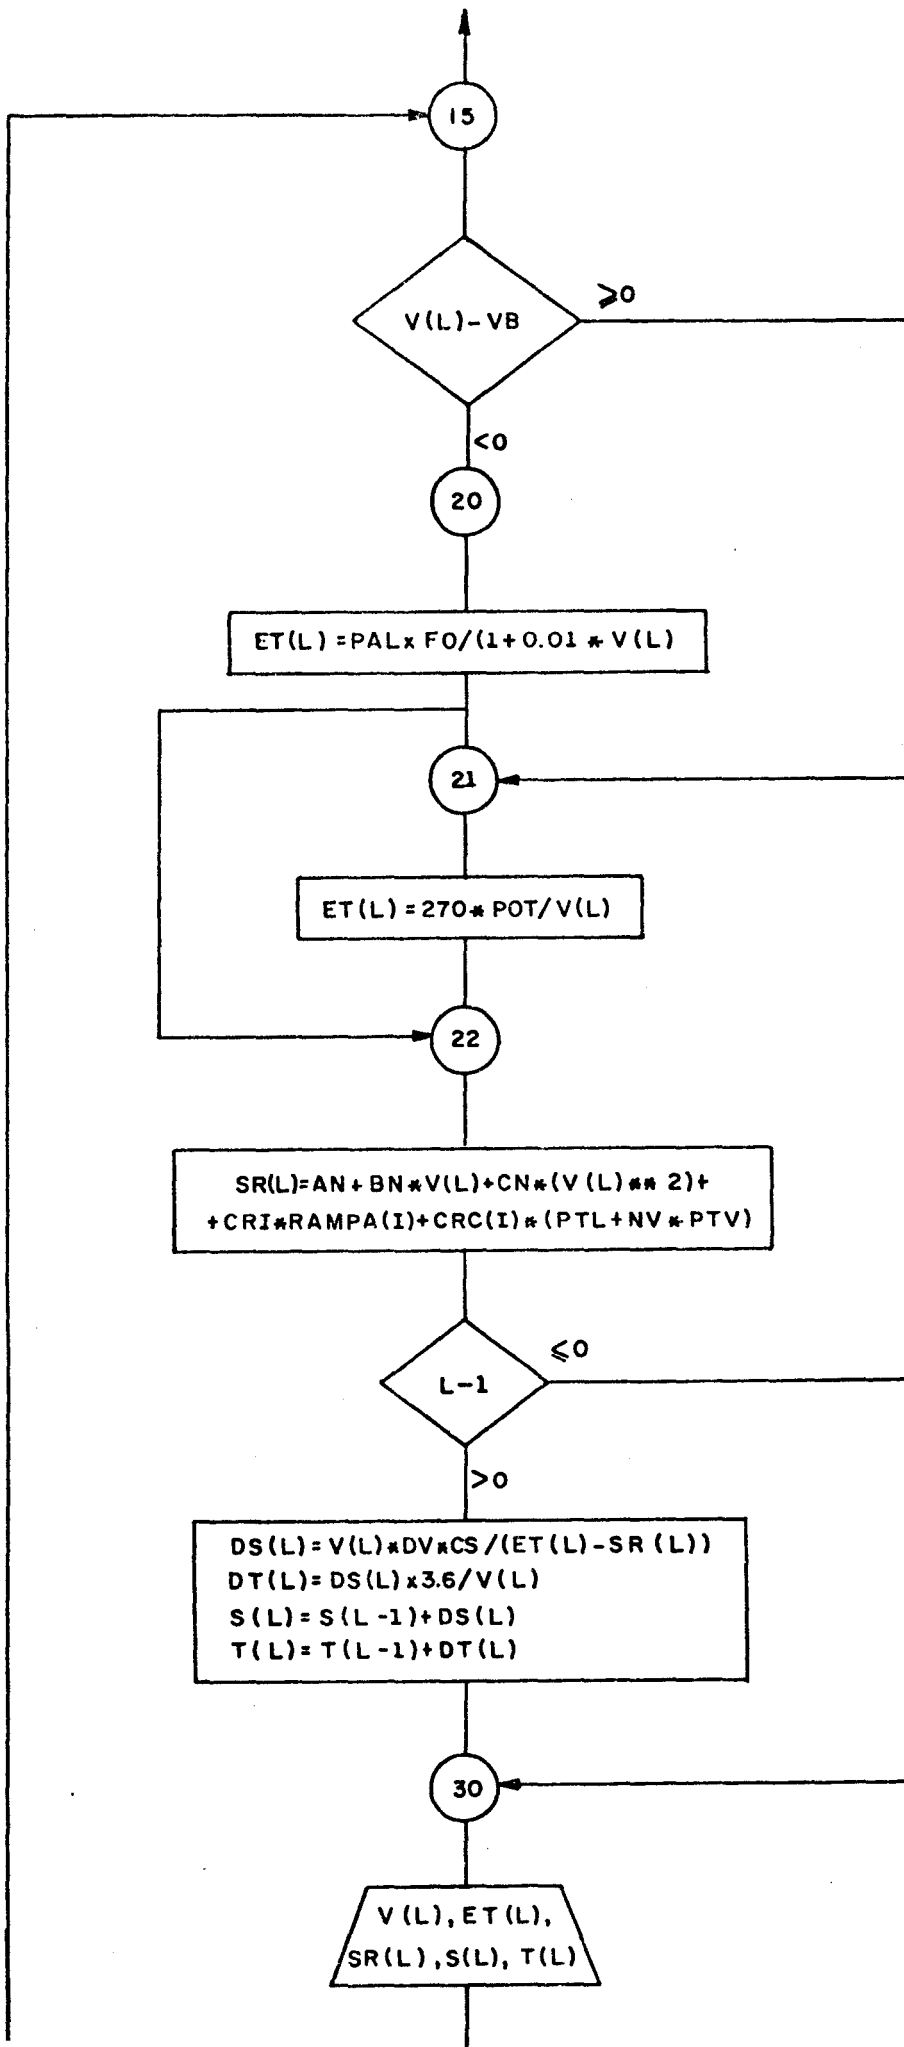 15
V(L)-VB
≥0
<0
20
ET(L)=PALx FO/(1+0.01 * V(L)
21
ET(L)=270* POT/V(L)
22
SR(L)=AN+BN*V(L)+CN*(V(L)** 2)+
+CRI*RAMPA(I)+CRC(I)*(PTL+NV*PTV)
L-1
≤0
>0
DS(L)=V(L)*DV*CS/(ET(L)-SR(L))
DT(L)=DS(L)x3.6/V(L)
S(L)=S(L-1)+DS(L)
T(L)=T(L-1)+DT(L)
30
V(L), ET(L),
SR(L),S(L), T(L)